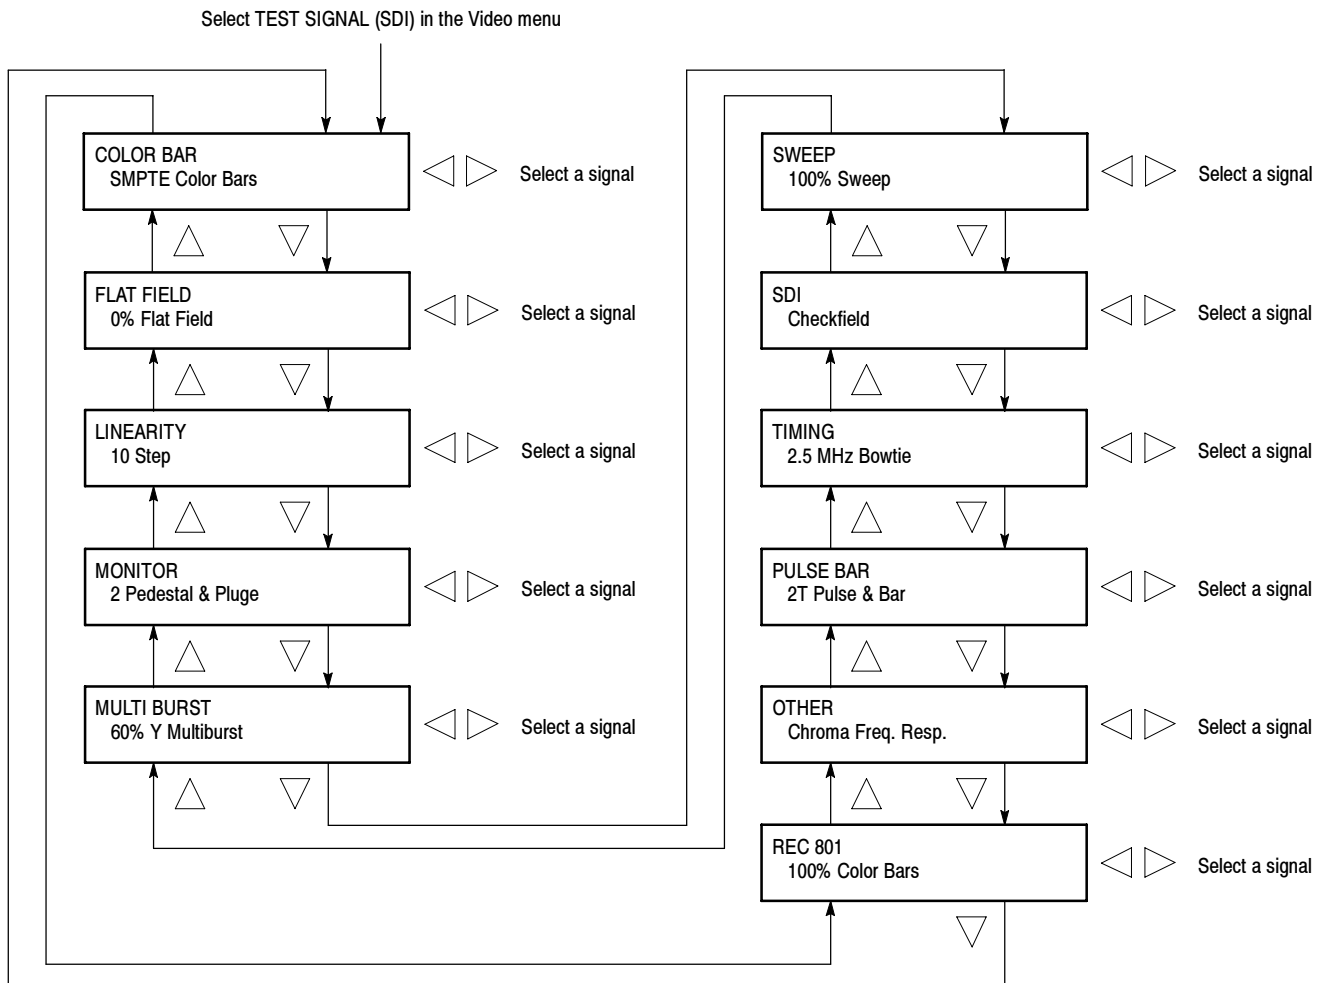 Select TEST SIGNAL (SDI) in the Video menu
COLOR BAR
SMPTE Color Bars
Select a signal
FLAT FIELD
0% Flat Field
Select a signal
LINEARITY
10 Step
Select a signal
MONITOR
2 Pedestal & Pluge
Select a signal
MULTI BURST
60% Y Multiburst
Select a signal
SWEEP
100% Sweep
Select a signal
SDI
Checkfield
Select a signal
TIMING
2.5 MHz Bowtie
Select a signal
PULSE BAR
2T Pulse & Bar
Select a signal
OTHER
Chroma Freq. Resp.
Select a signal
REC 801
100% Color Bars
Select a signal